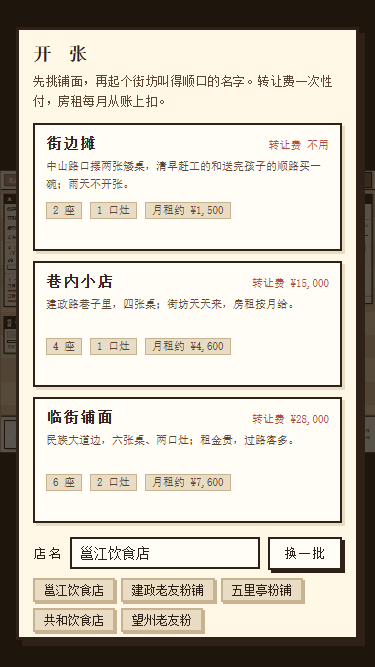 开 张
先挑铺面，再起个街坊叫得顺口的名字。转让费一次性
付，房租每月从账上扣。
街边摊
转让费 不用
中山路口摆两张矮桌，清早赶工的和送完孩子的顺路买一
碗；雨天不开张。
2 座
1 口灶
月租约 ¥1,500
巷内小店
转让费 ¥15,000
建政路巷子里，四张桌；街坊天天来，房租按月给。
4 座
1 口灶
月租约 ¥4,600
临街铺面
转让费 ¥28,000
民族大道边，六张桌、两口灶；租金贵，过路客多。
6 座
2 口灶
月租约 ¥7,600
店名
邕江饮食店
换一批
邕江饮食店
建政老友粉铺
五里亭粉铺
共和饮食店
望州老友粉